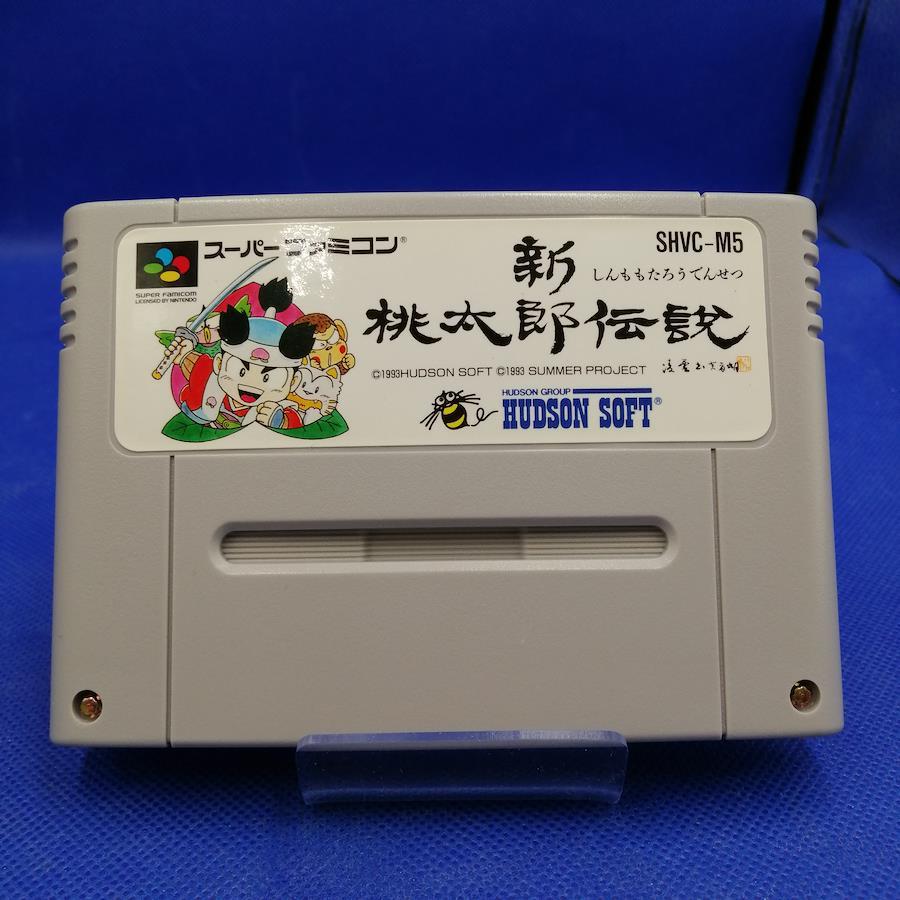 スーパーファミコン®
SUPER FAMICOM
LICENSED BY NINTENDO
SHVC-M5
新
しんももたろうでんせつ
桃太郎伝説
©1993HUDSON SOFT ©1993 SUMMER PROJECT
HUDSON GROUP
HUDSON SOFT®